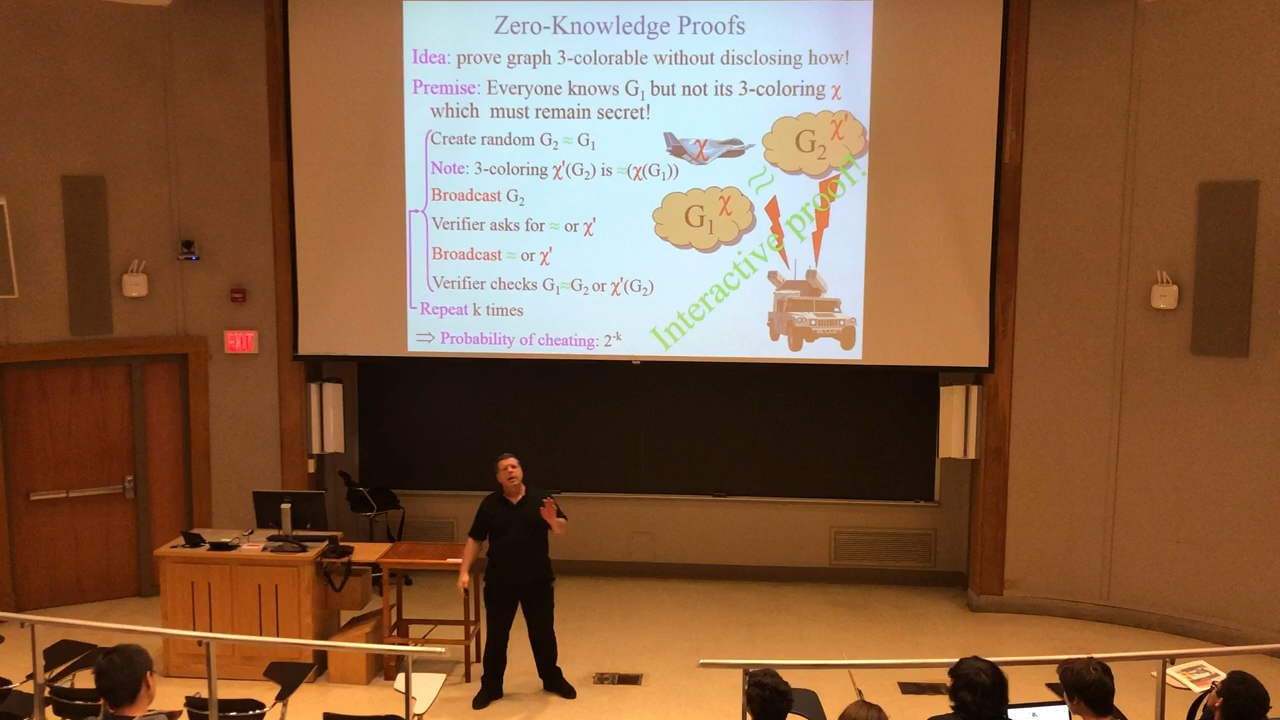 Zero-Knowledge Proofs
Idea: prove graph 3-colorable without disclosing how!
Premise: Everyone knows G₁ but not its 3-coloring χ
which must remain secret!
Create random G₂ ≈ G₁
Note: 3-coloring χ'(G₂) is ≈(χ(G₁))
Broadcast G₂
Verifier asks for ≈ or χ'
Broadcast ≈ or χ'
Verifier checks G₁≈G₂ or χ'(G₂)
Repeat k times
⇒ Probability of cheating: 2⁻ᵏ
χ
G₂ χ'
≈
G₁ χ
Interactive proof!
EXIT